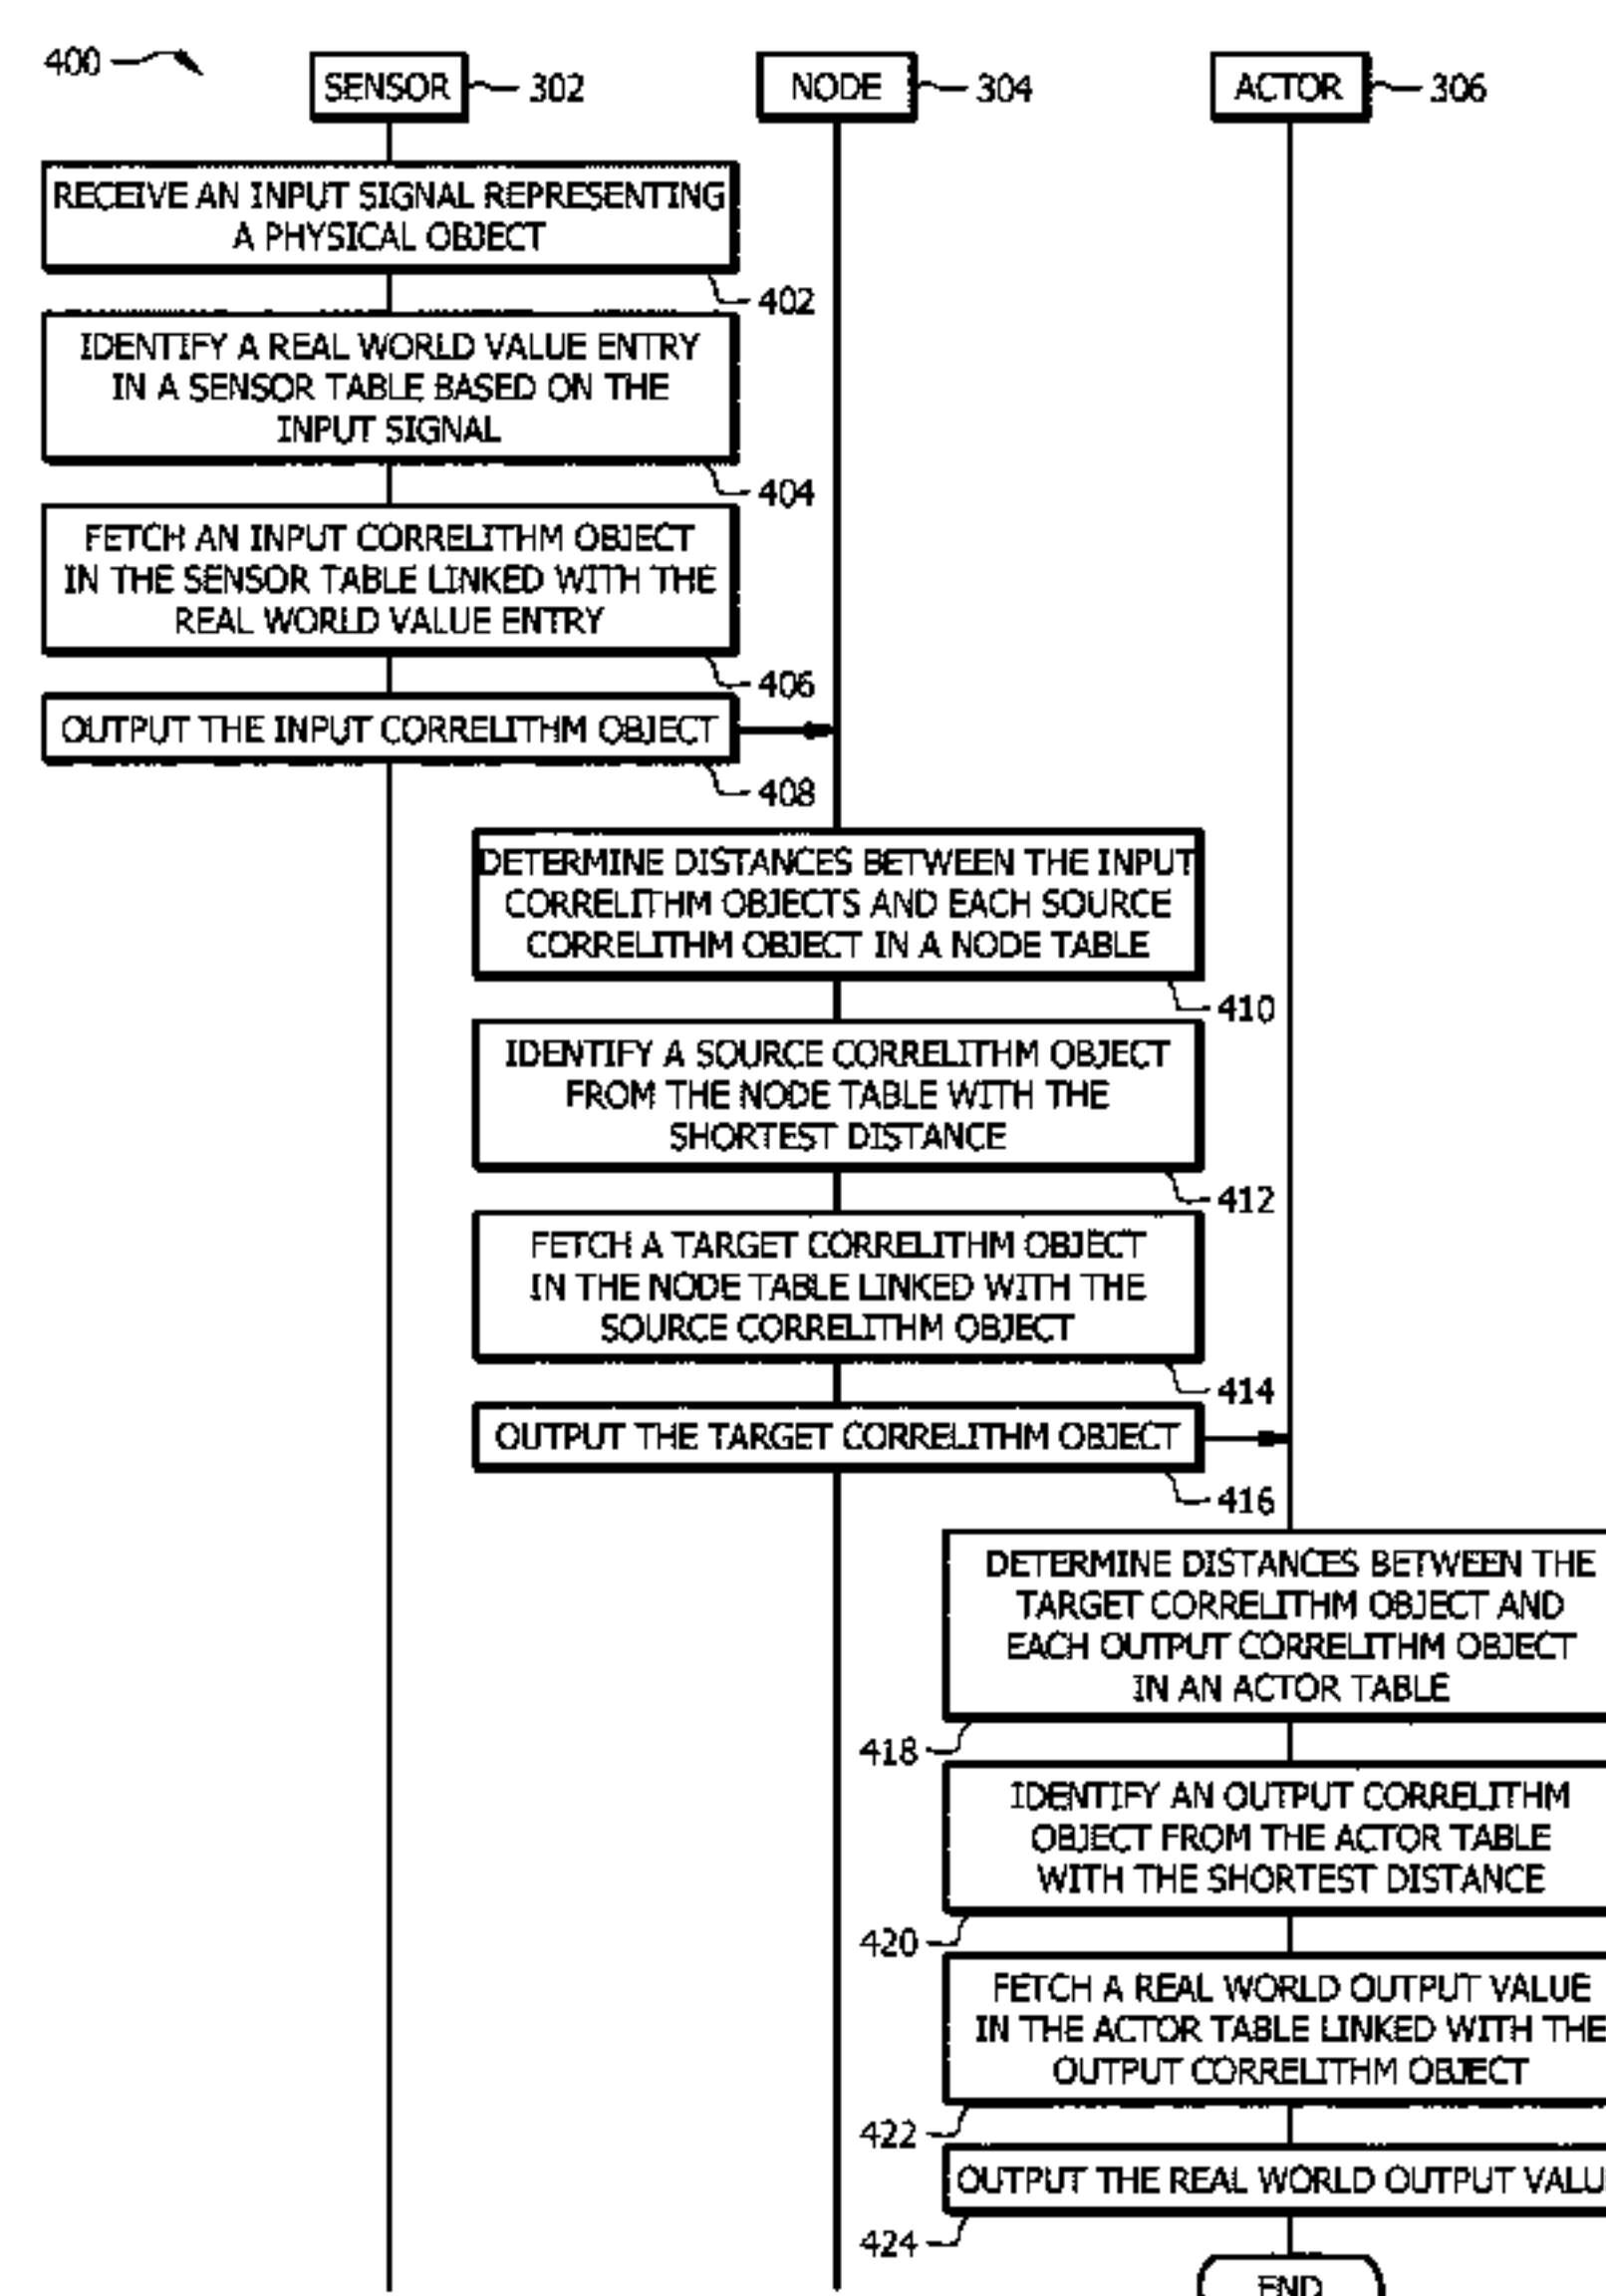 400
SENSOR
302
NODE
304
ACTOR
306
RECEIVE AN INPUT SIGNAL REPRESENTING
A PHYSICAL OBJECT
402
IDENTIFY A REAL WORLD VALUE ENTRY
IN A SENSOR TABLE BASED ON THE
INPUT SIGNAL
404
FETCH AN INPUT CORRELITHM OBJECT
IN THE SENSOR TABLE LINKED WITH THE
REAL WORLD VALUE ENTRY
406
OUTPUT THE INPUT CORRELITHM OBJECT
408
DETERMINE DISTANCES BETWEEN THE INPUT
CORRELITHM OBJECTS AND EACH SOURCE
CORRELITHM OBJECT IN A NODE TABLE
410
IDENTIFY A SOURCE CORRELITHM OBJECT
FROM THE NODE TABLE WITH THE
SHORTEST DISTANCE
412
FETCH A TARGET CORRELITHM OBJECT
IN THE NODE TABLE LINKED WITH THE
SOURCE CORRELITHM OBJECT
414
OUTPUT THE TARGET CORRELITHM OBJECT
416
DETERMINE DISTANCES BETWEEN THE
TARGET CORRELITHM OBJECT AND
EACH OUTPUT CORRELITHM OBJECT
IN AN ACTOR TABLE
418
IDENTIFY AN OUTPUT CORRELITHM
OBJECT FROM THE ACTOR TABLE
WITH THE SHORTEST DISTANCE
420
FETCH A REAL WORLD OUTPUT VALUE
IN THE ACTOR TABLE LINKED WITH THE
OUTPUT CORRELITHM OBJECT
422
OUTPUT THE REAL WORLD OUTPUT VALU
424
END